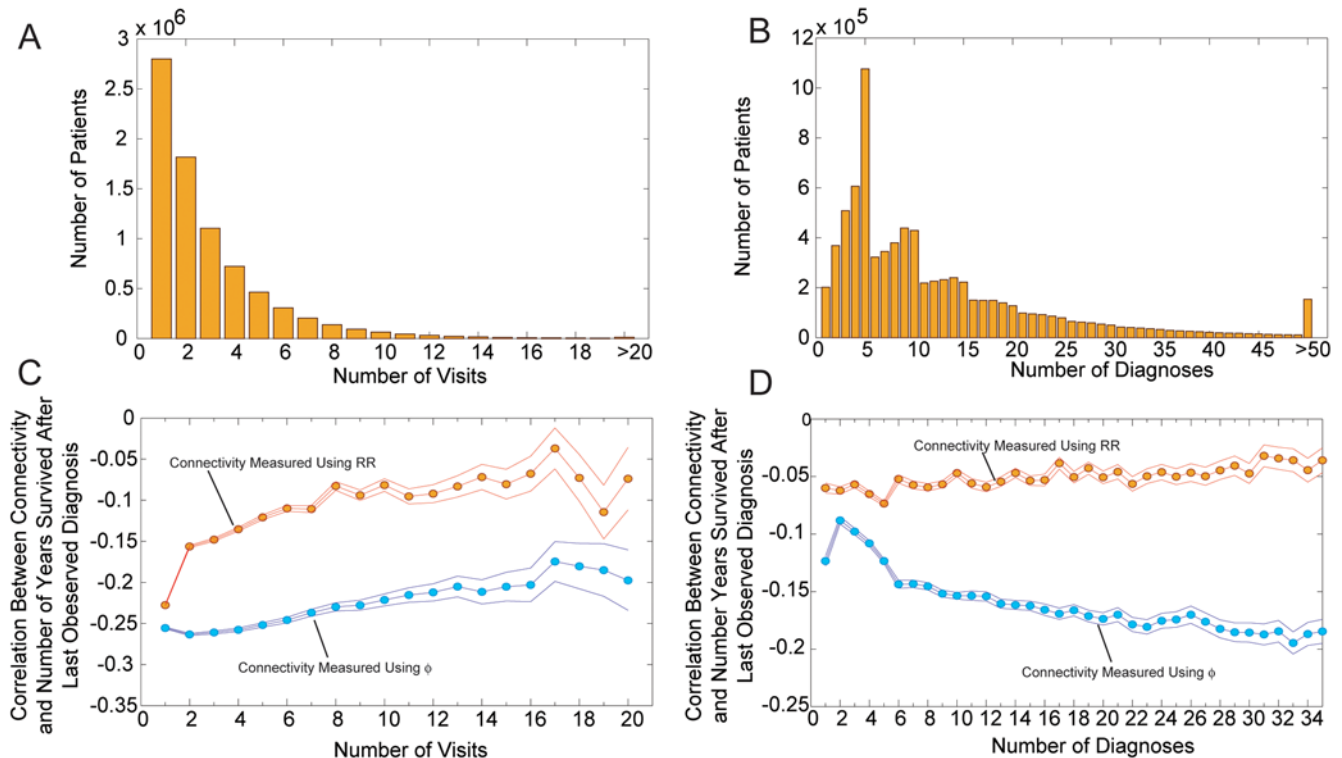 A
3 x 10^6
2.5
2
1.5
1
0.5
0
Number of Patients
0 2 4 6 8 10 12 14 16 18 >20
Number of Visits
B
12 x 10^5
10
8
6
4
2
0
Number of Patients
0 5 10 15 20 25 30 35 40 45 >50
Number of Diagnoses
C
0
-0.05
-0.1
-0.15
-0.2
-0.25
-0.3
-0.35
Correlation Between Connectivity
and Number of Years Survived After
Last Obeserved Diagnosis
Connectivity Measured Using RR
Connectivity Measured Using ϕ
0 2 4 6 8 10 12 14 16 18 20
Number of Visits
D
0
-0.05
-0.1
-0.15
-0.2
-0.25
Correlation Between Connectivity
and Number Years Survived After
Last Observed Diagnosis
Connectivity Measured Using RR
Connectivity Measured Using ϕ
0 2 4 6 8 10 12 14 16 18 20 22 24 26 28 30 32 34
Number of Diagnoses